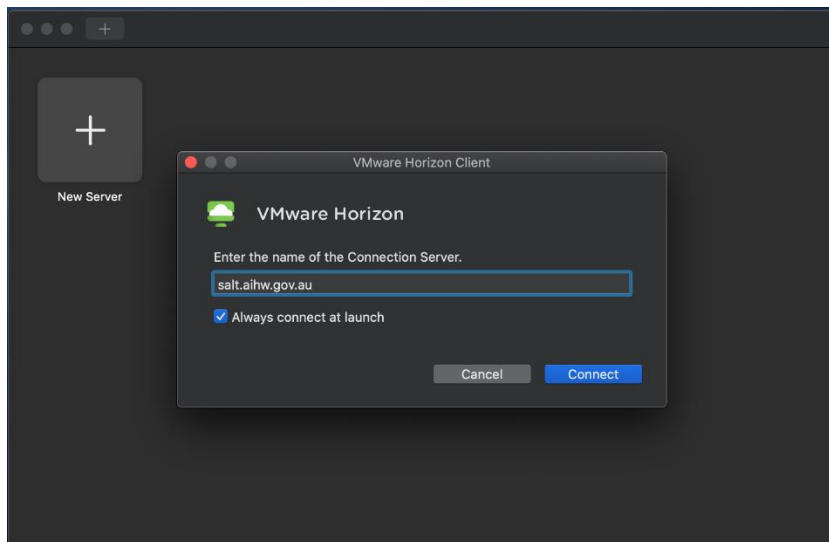 New Server
VMware Horizon Client
VMware Horizon
Enter the name of the Connection Server.
salt.aihw.gov.au
Always connect at launch
Cancel
Connect